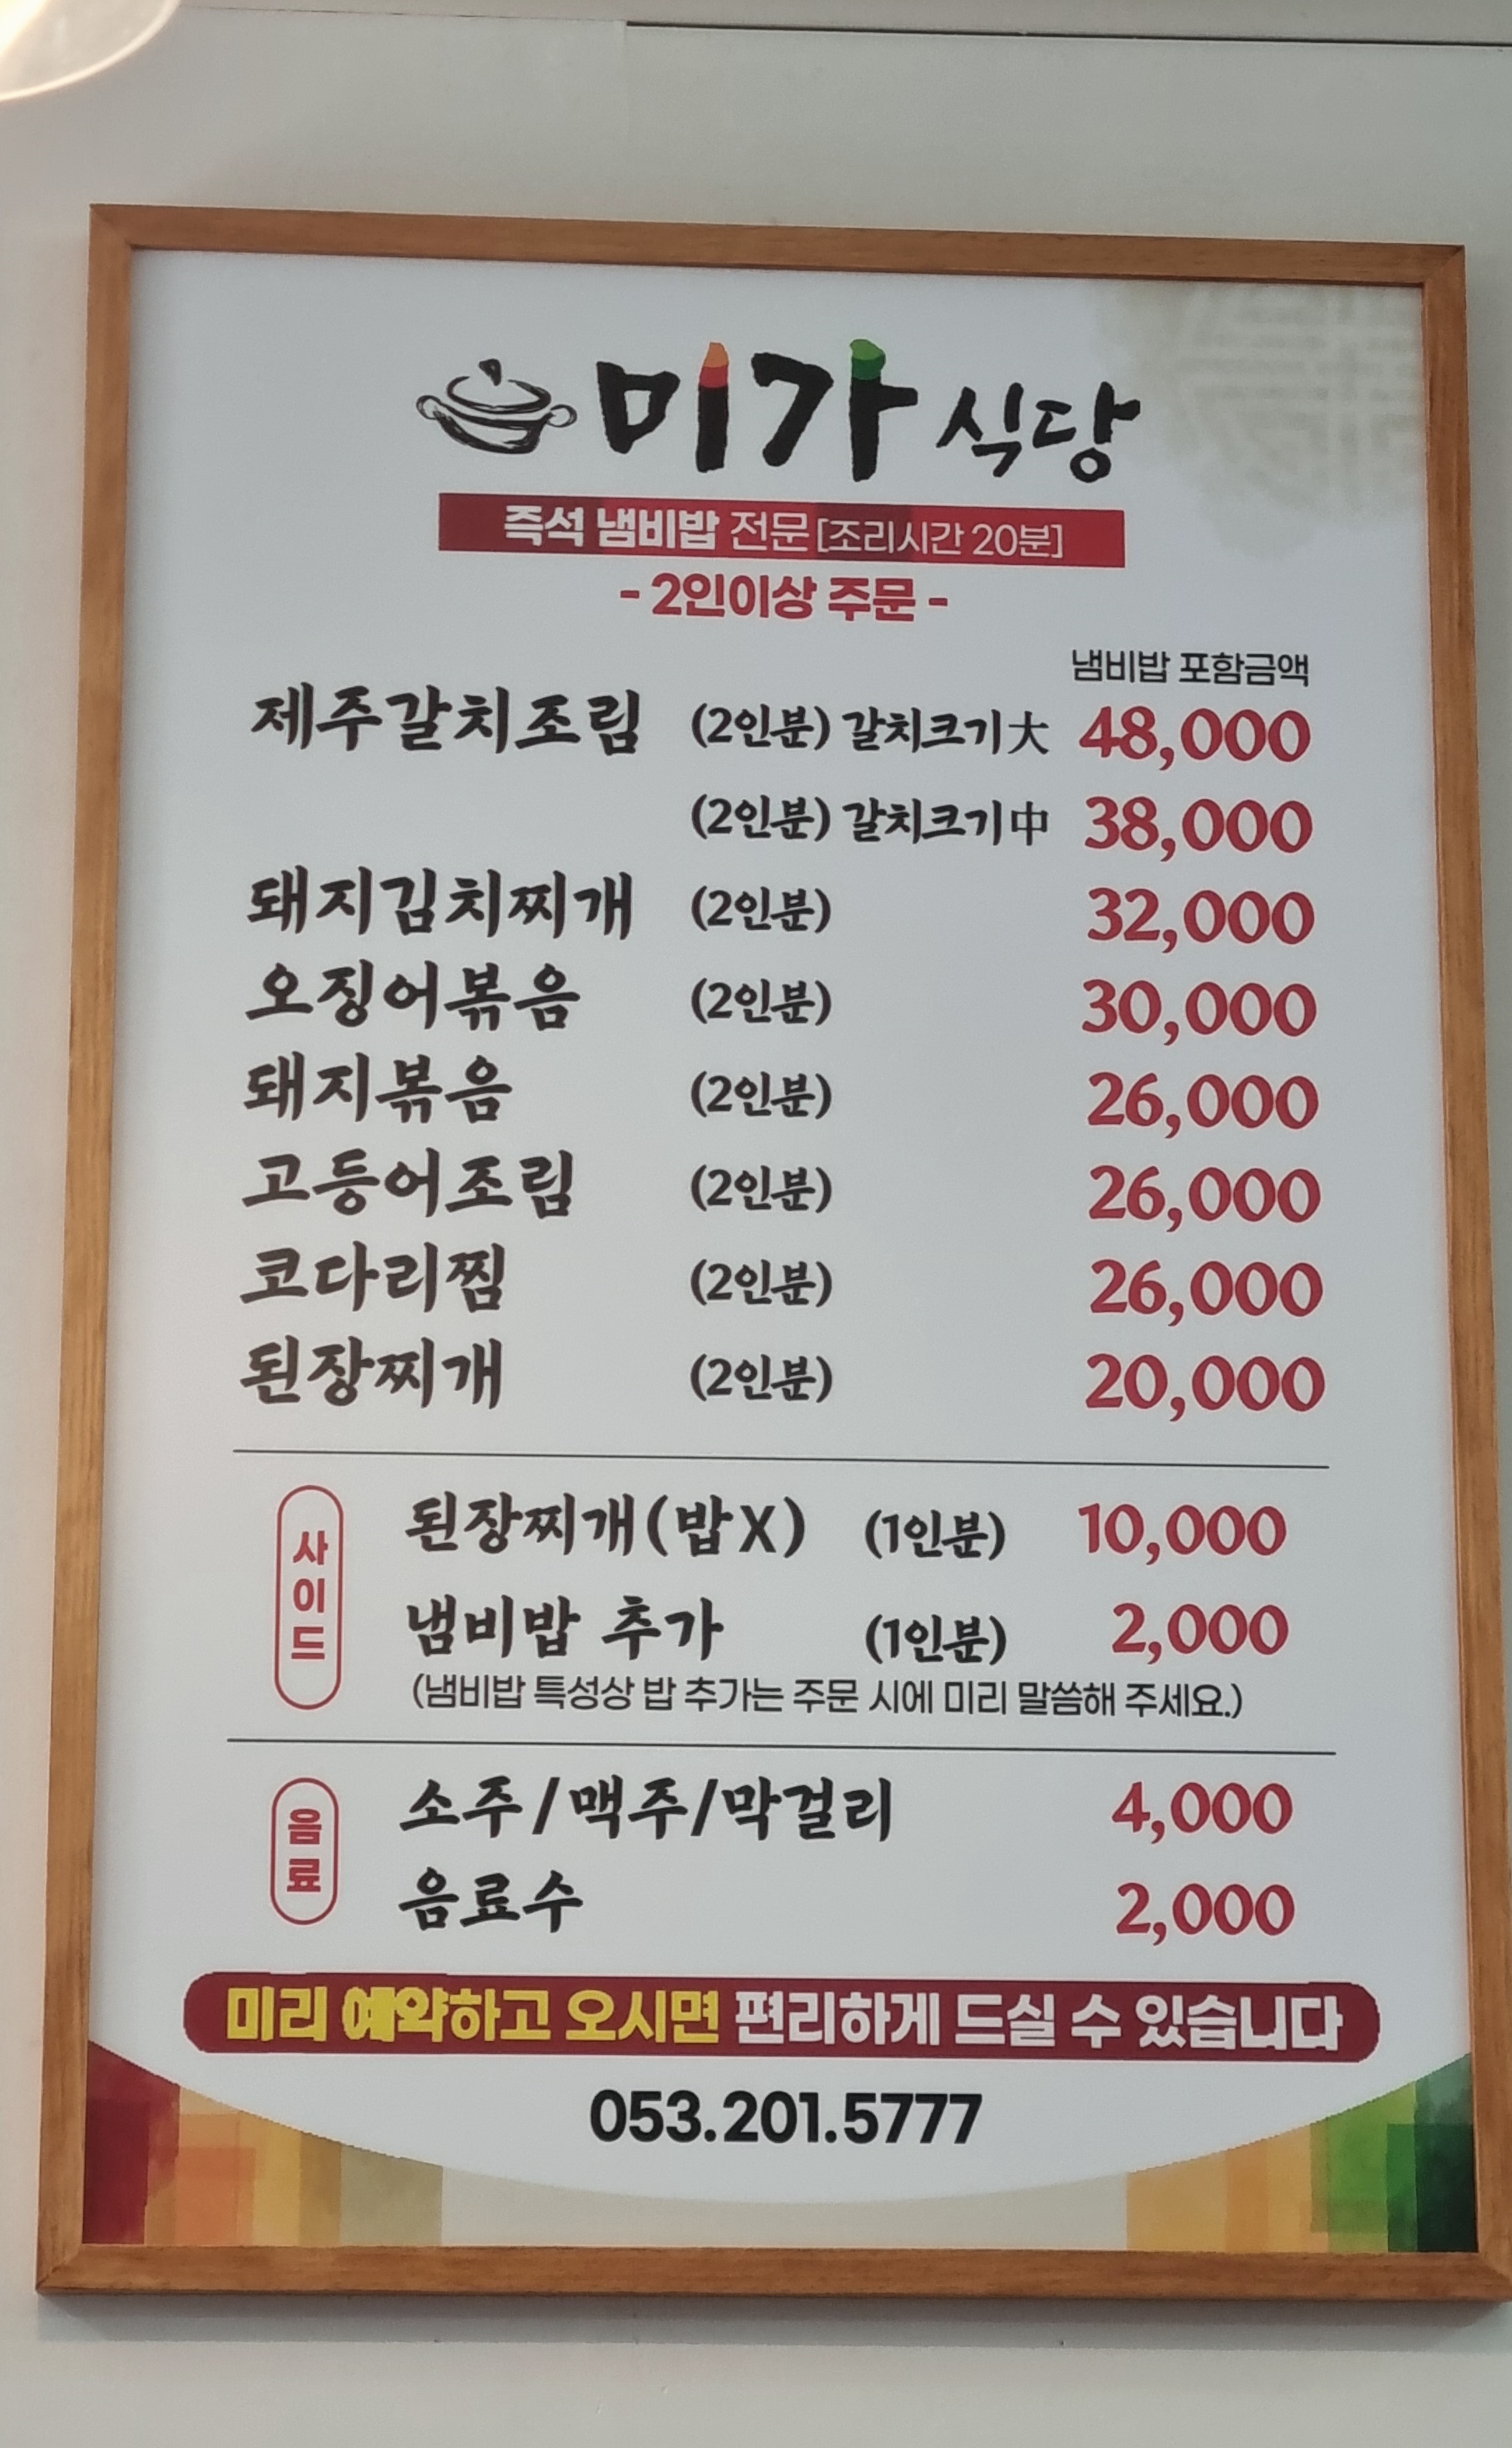 미가 식당
즉석 냄비밥 전문 [조리시간 20분]
- 2인이상 주문 -
냄비밥 포함금액
제주갈치조림 (2인분) 갈치크기大 48,000
(2인분) 갈치크기中 38,000
돼지김치찌개 (2인분) 32,000
오징어볶음 (2인분) 30,000
돼지볶음 (2인분) 26,000
고등어조림 (2인분) 26,000
코다리찜 (2인분) 26,000
된장찌개 (2인분) 20,000
사이드
된장찌개(밥X) (1인분) 10,000
냄비밥 추가 (1인분) 2,000
(냄비밥 특성상 밥 추가는 주문 시에 미리 말씀해 주세요.)
음료
소주/맥주/막걸리 4,000
음료수 2,000
미리 예약하고 오시면 편리하게 드실 수 있습니다
053.201.5777